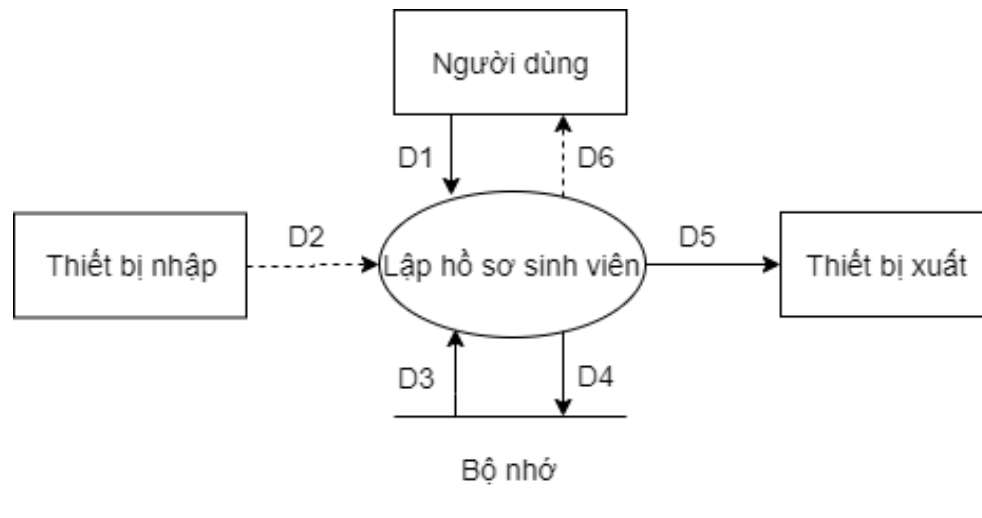 Người dùng
D1
D6
Thiết bị nhập
D2
Lập hồ sơ sinh viên
D5
Thiết bị xuất
D3
D4
Bộ nhớ